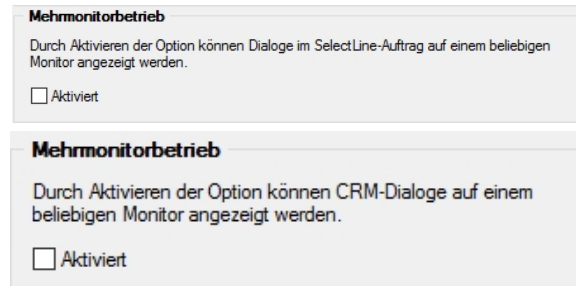 Mehrmonitorbetrieb
Durch Aktivieren der Option können Dialoge im SelectLine-Auftrag auf einem beliebigen
Monitor angezeigt werden.
Aktiviert
Mehrmonitorbetrieb
Durch Aktivieren der Option können CRM-Dialoge auf einem
beliebigen Monitor angezeigt werden.
Aktiviert